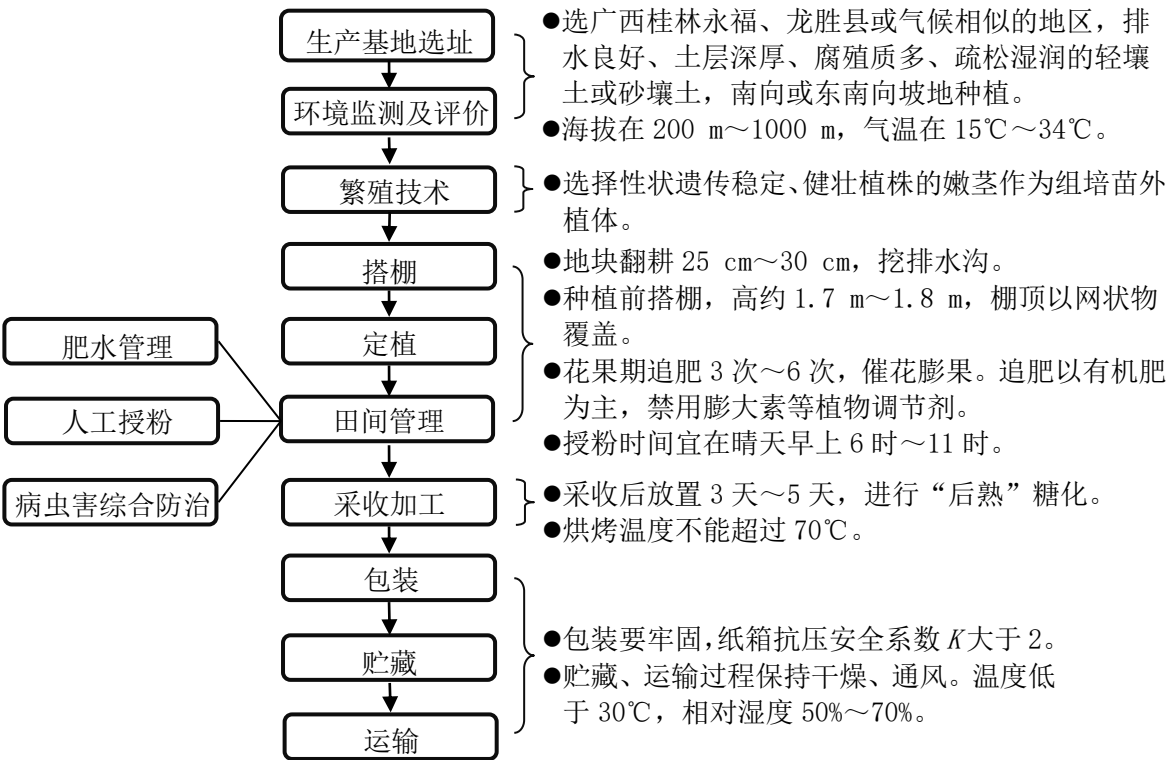 生产基地选址
环境监测及评价
●选广西桂林永福、龙胜县或气候相似的地区，排
水良好、土层深厚、腐殖质多、疏松湿润的轻壤
土或砂壤土，南向或东南向坡地种植。
●海拔在 200 m～1000 m，气温在 15℃～34℃。
繁殖技术
●选择性状遗传稳定、健壮植株的嫩茎作为组培苗外
植体。
搭棚
定植
田间管理
肥水管理
人工授粉
病虫害综合防治
●地块翻耕 25 cm～30 cm，挖排水沟。
●种植前搭棚，高约 1.7 m～1.8 m，棚顶以网状物
覆盖。
●花果期追肥 3 次～6 次，催花膨果。追肥以有机肥
为主，禁用膨大素等植物调节剂。
●授粉时间宜在晴天早上 6 时～11 时。
采收加工
●采收后放置 3 天～5 天，进行“后熟”糖化。
●烘烤温度不能超过 70℃。
包装
贮藏
运输
●包装要牢固,纸箱抗压安全系数 K大于 2。
●贮藏、运输过程保持干燥、通风。温度低
于 30℃，相对湿度 50%～70%。